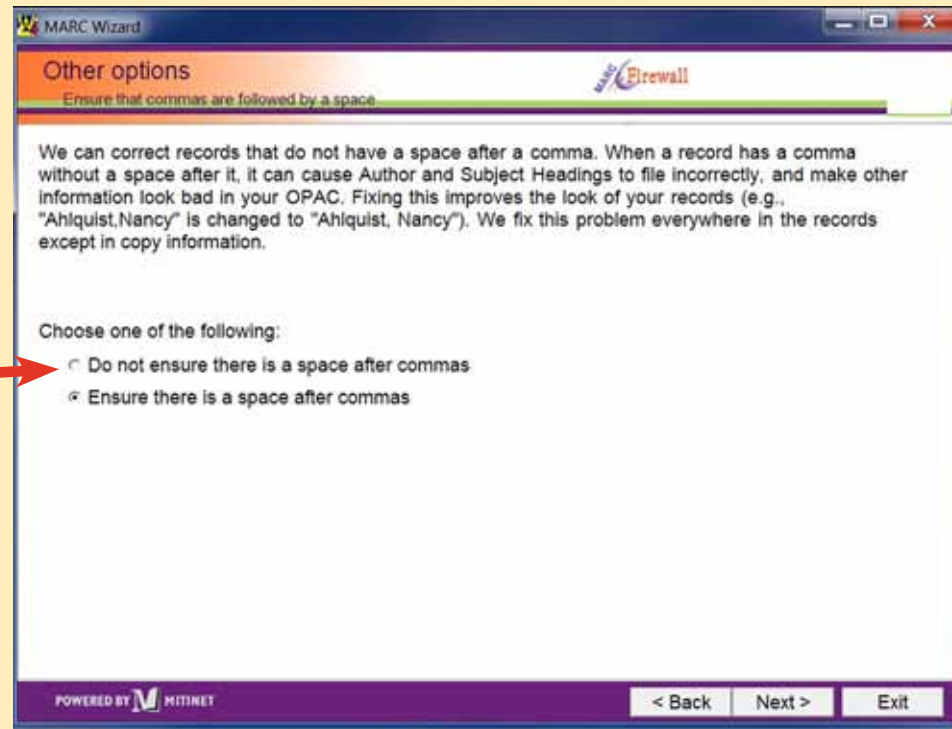 MARC Wizard
Other options
Ensure that commas are followed by a space
MARC Firewall
We can correct records that do not have a space after a comma. When a record has a comma
without a space after it, it can cause Author and Subject Headings to file incorrectly, and make other
information look bad in your OPAC. Fixing this improves the look of your records (e.g.,
"Ahlquist,Nancy" is changed to "Ahlquist, Nancy"). We fix this problem everywhere in the records
except in copy information.
Choose one of the following:
Do not ensure there is a space after commas
Ensure there is a space after commas
POWERED BY M MITINET
< Back Next > Exit